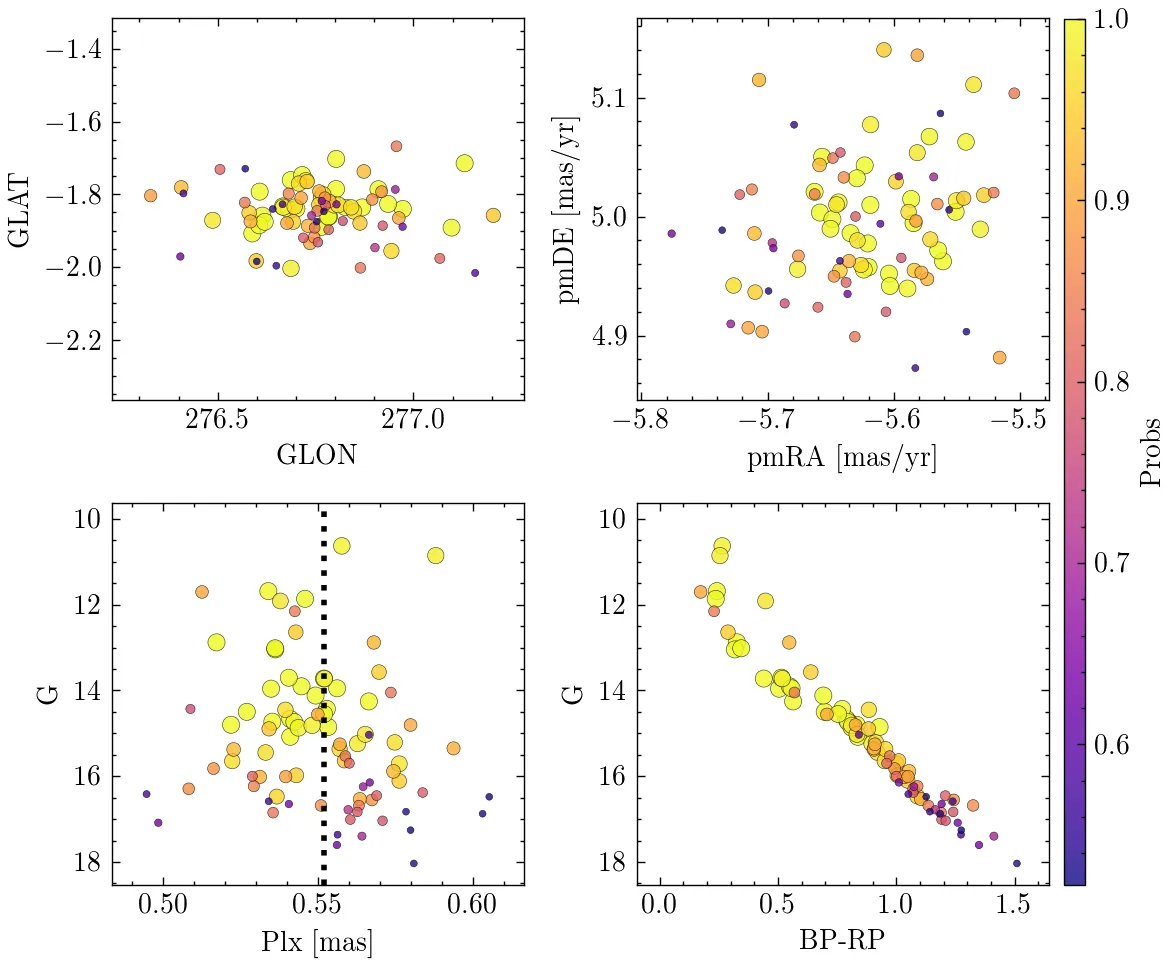 −1.4
−1.6
−1.8
−2.0
−2.2
GLAT
276.5 277.0
GLON
5.1
5.0
4.9
pmDE [mas/yr]
−5.8 −5.7 −5.6 −5.5
pmRA [mas/yr]
10
12
14
16
18
G
0.50 0.55 0.60
Plx [mas]
10
12
14
16
18
G
0.0 0.5 1.0 1.5
BP-RP
1.0
0.9
0.8
0.7
0.6
Probs